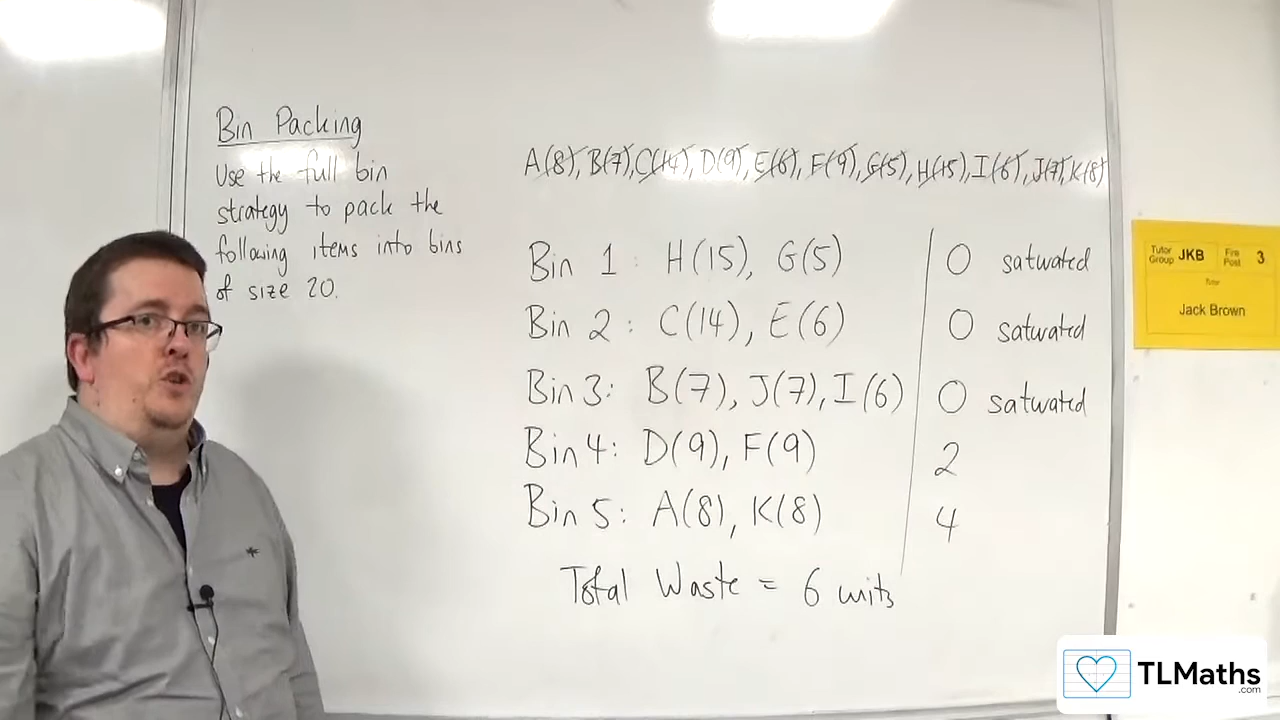 Bin Packing
Use the full bin
strategy to pack the
following items into bins
of size 20.
A(8), B(7), C(14), D(9), E(6), F(9), G(5), H(15), I(6), J(7), K(8)
Bin 1: H(15), G(5) 0 saturated
Bin 2: C(14), E(6) 0 saturated
Bin 3: B(7), J(7), I(6) 0 saturated
Bin 4: D(9), F(9) 2
Bin 5: A(8), K(8) 4
Total Waste = 6 units
Tutor Group JKB Fire Post 3
Tutor
Jack Brown
TLMaths
.com